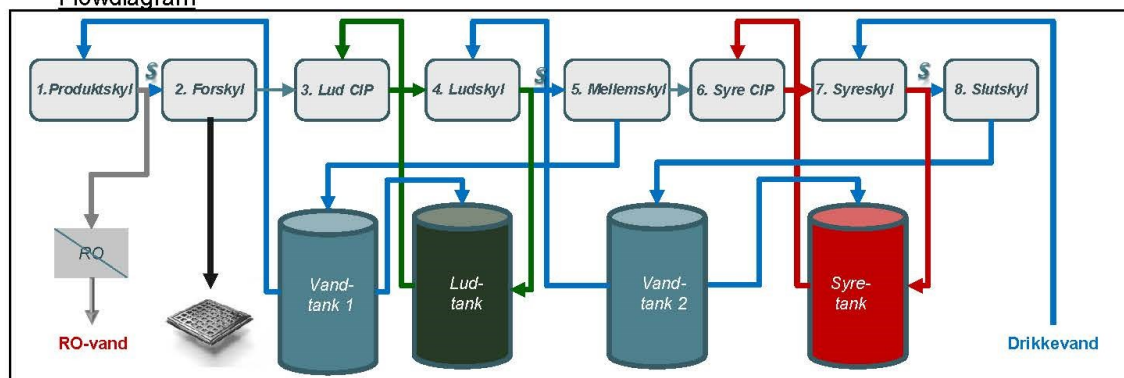 Flowdiagram
1.Produktskyl
S
2. Forskyl
3. Lud CIP
4. Ludskyl
S
5. Mellemskyl
6. Syre CIP
7. Syreskyl
S
8. Slutskyl
RO
Vand-
tank 1
Lud-
tank
Vand-
tank 2
Syre-
tank
RO-vand
Drikkevand